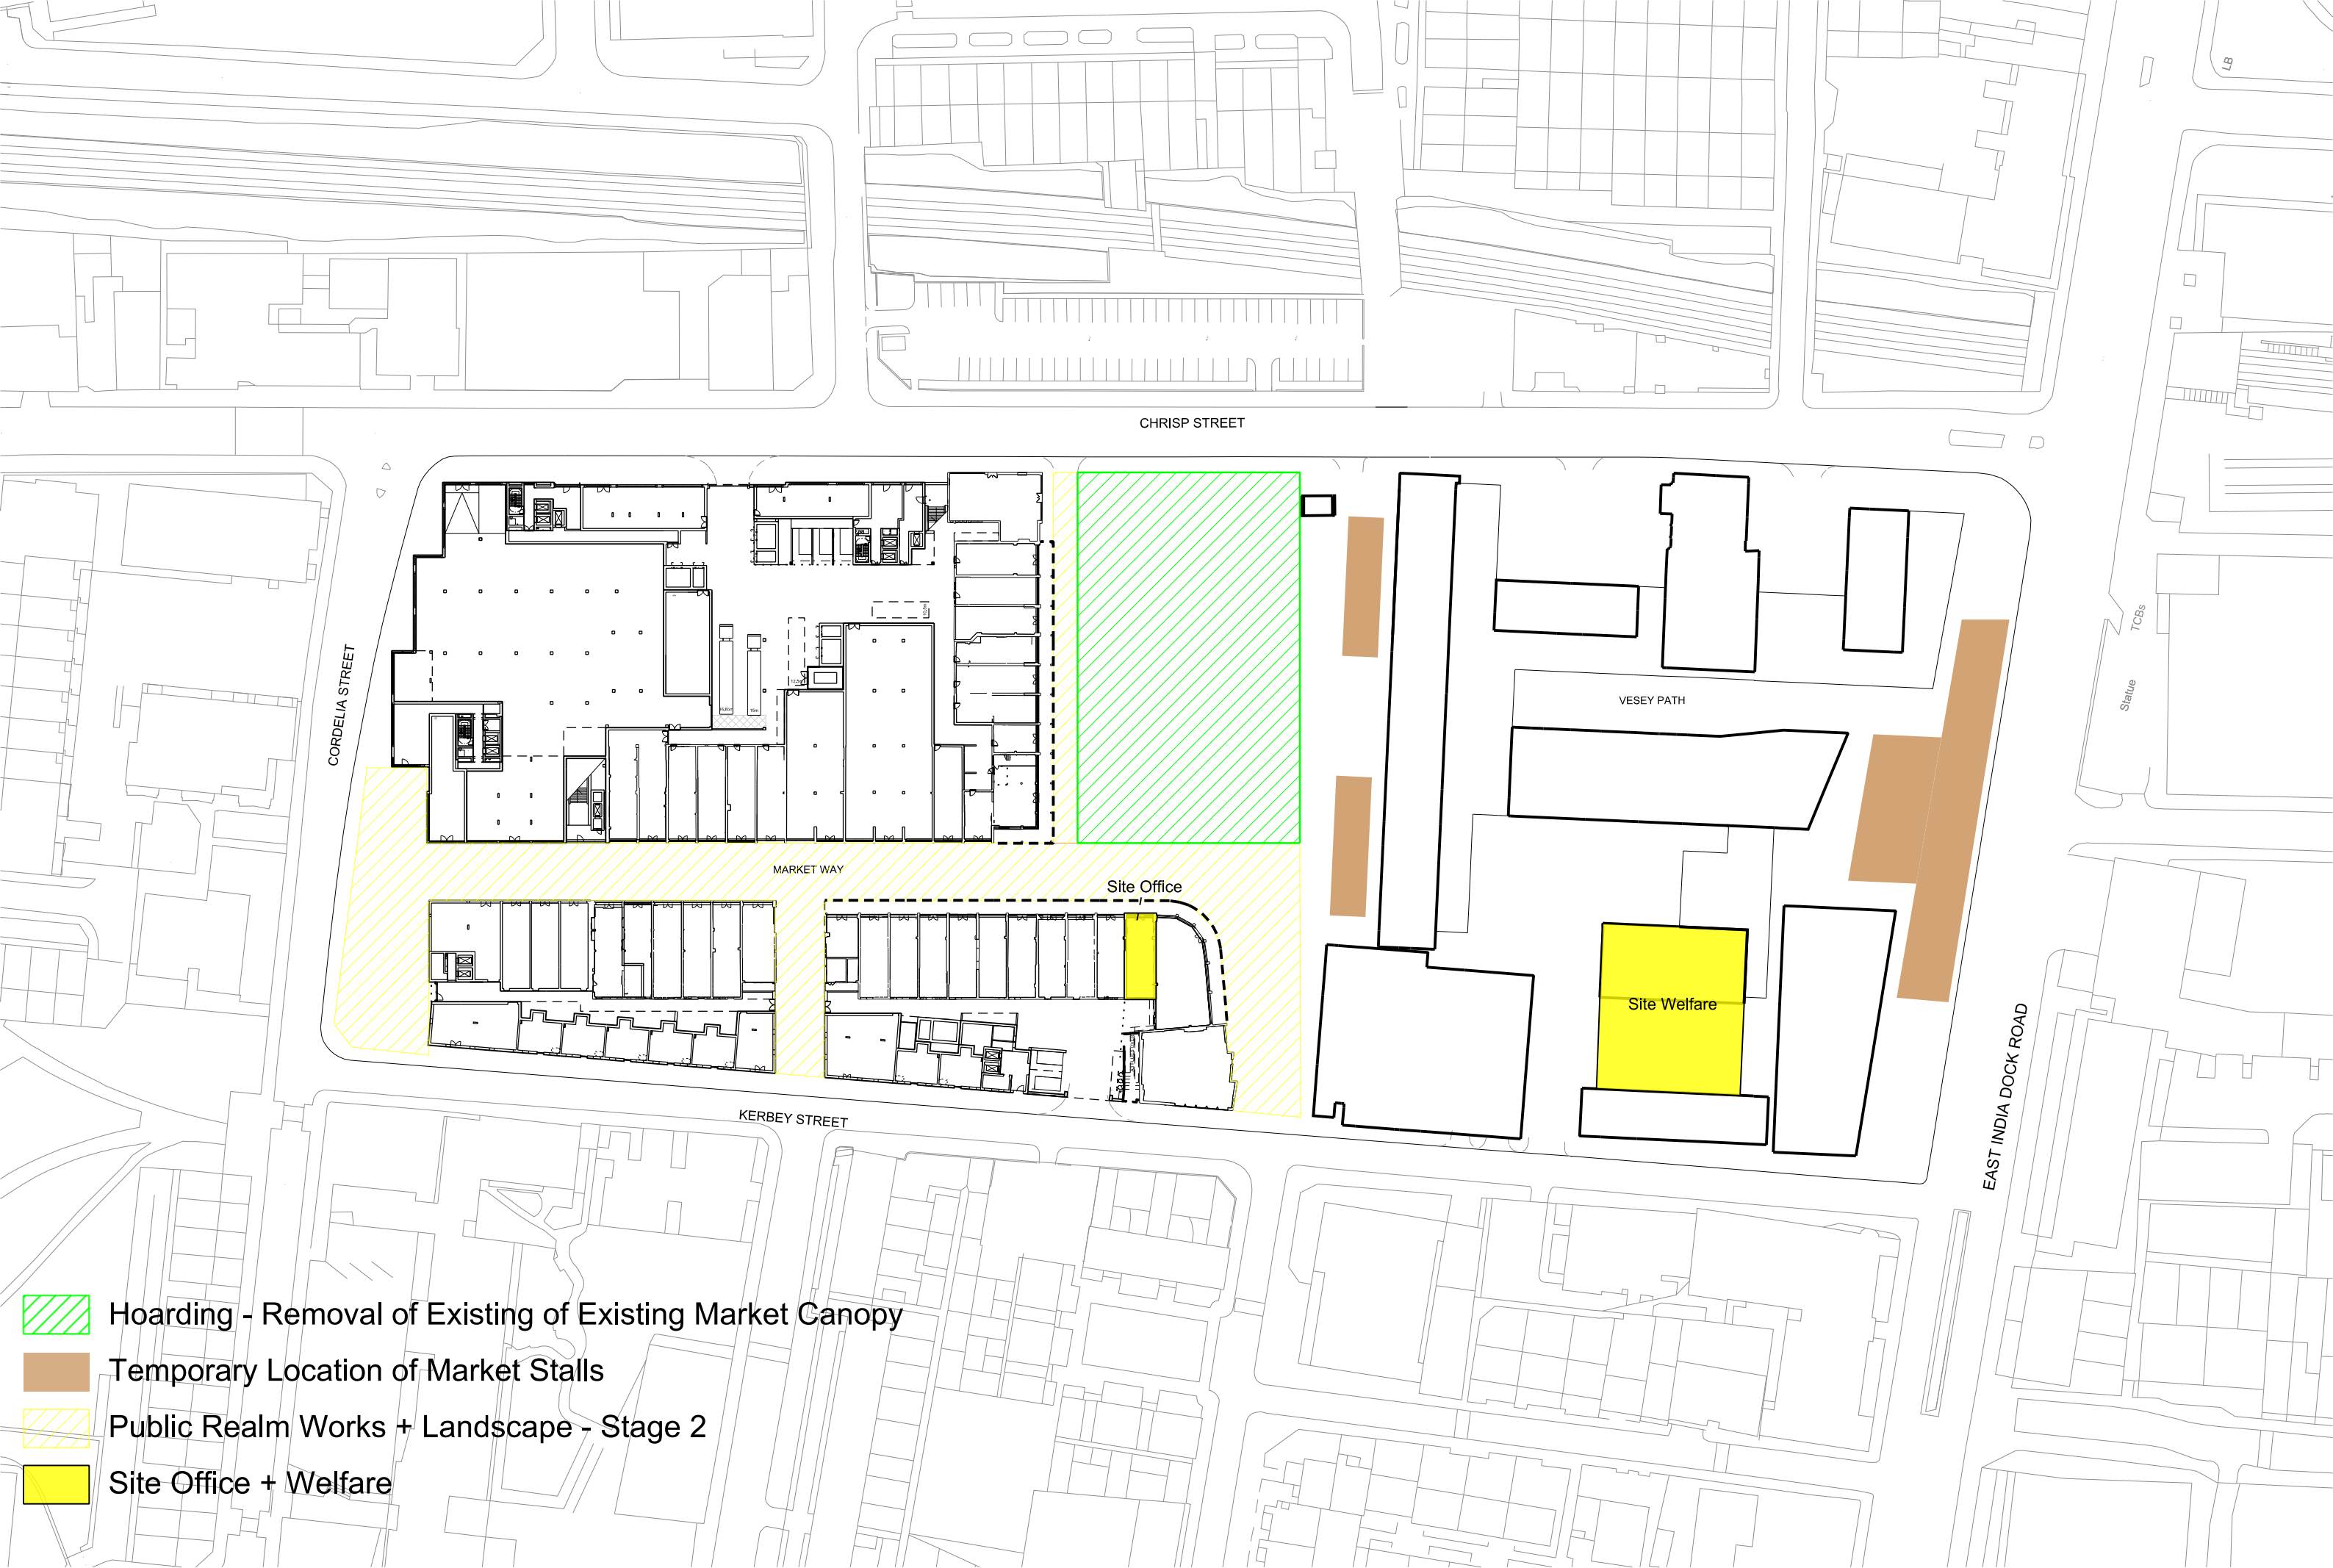 LB
CHRISP STREET
CORDELIA STREET
TCBs
Statue
VESEY PATH
MARKET WAY
Site Office
Site Welfare
KERBEY STREET
EAST INDIA DOCK ROAD
Hoarding - Removal of Existing of Existing Market Canopy
Temporary Location of Market Stalls
Public Realm Works + Landscape - Stage 2
Site Office + Welfare